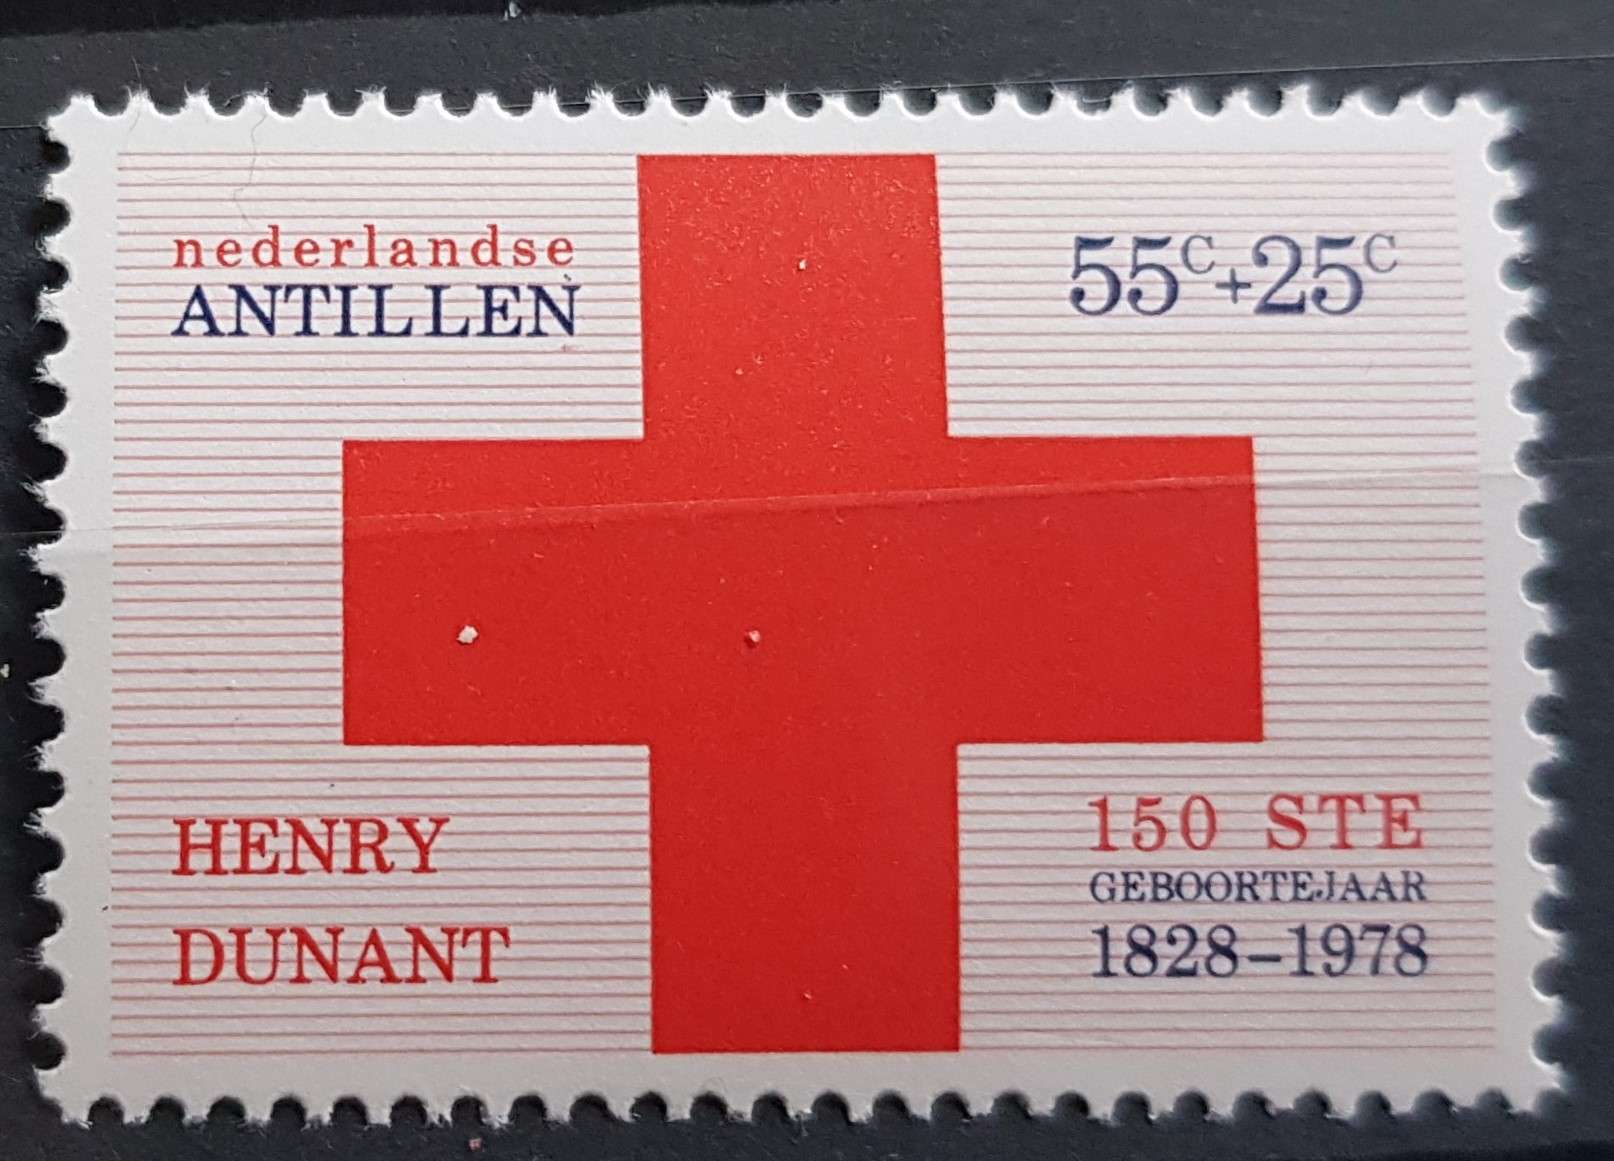 nederlandse
ANTILLEN
55c+25c
HENRY
DUNANT
150 STE
GEBOORTEJAAR
1828-1978